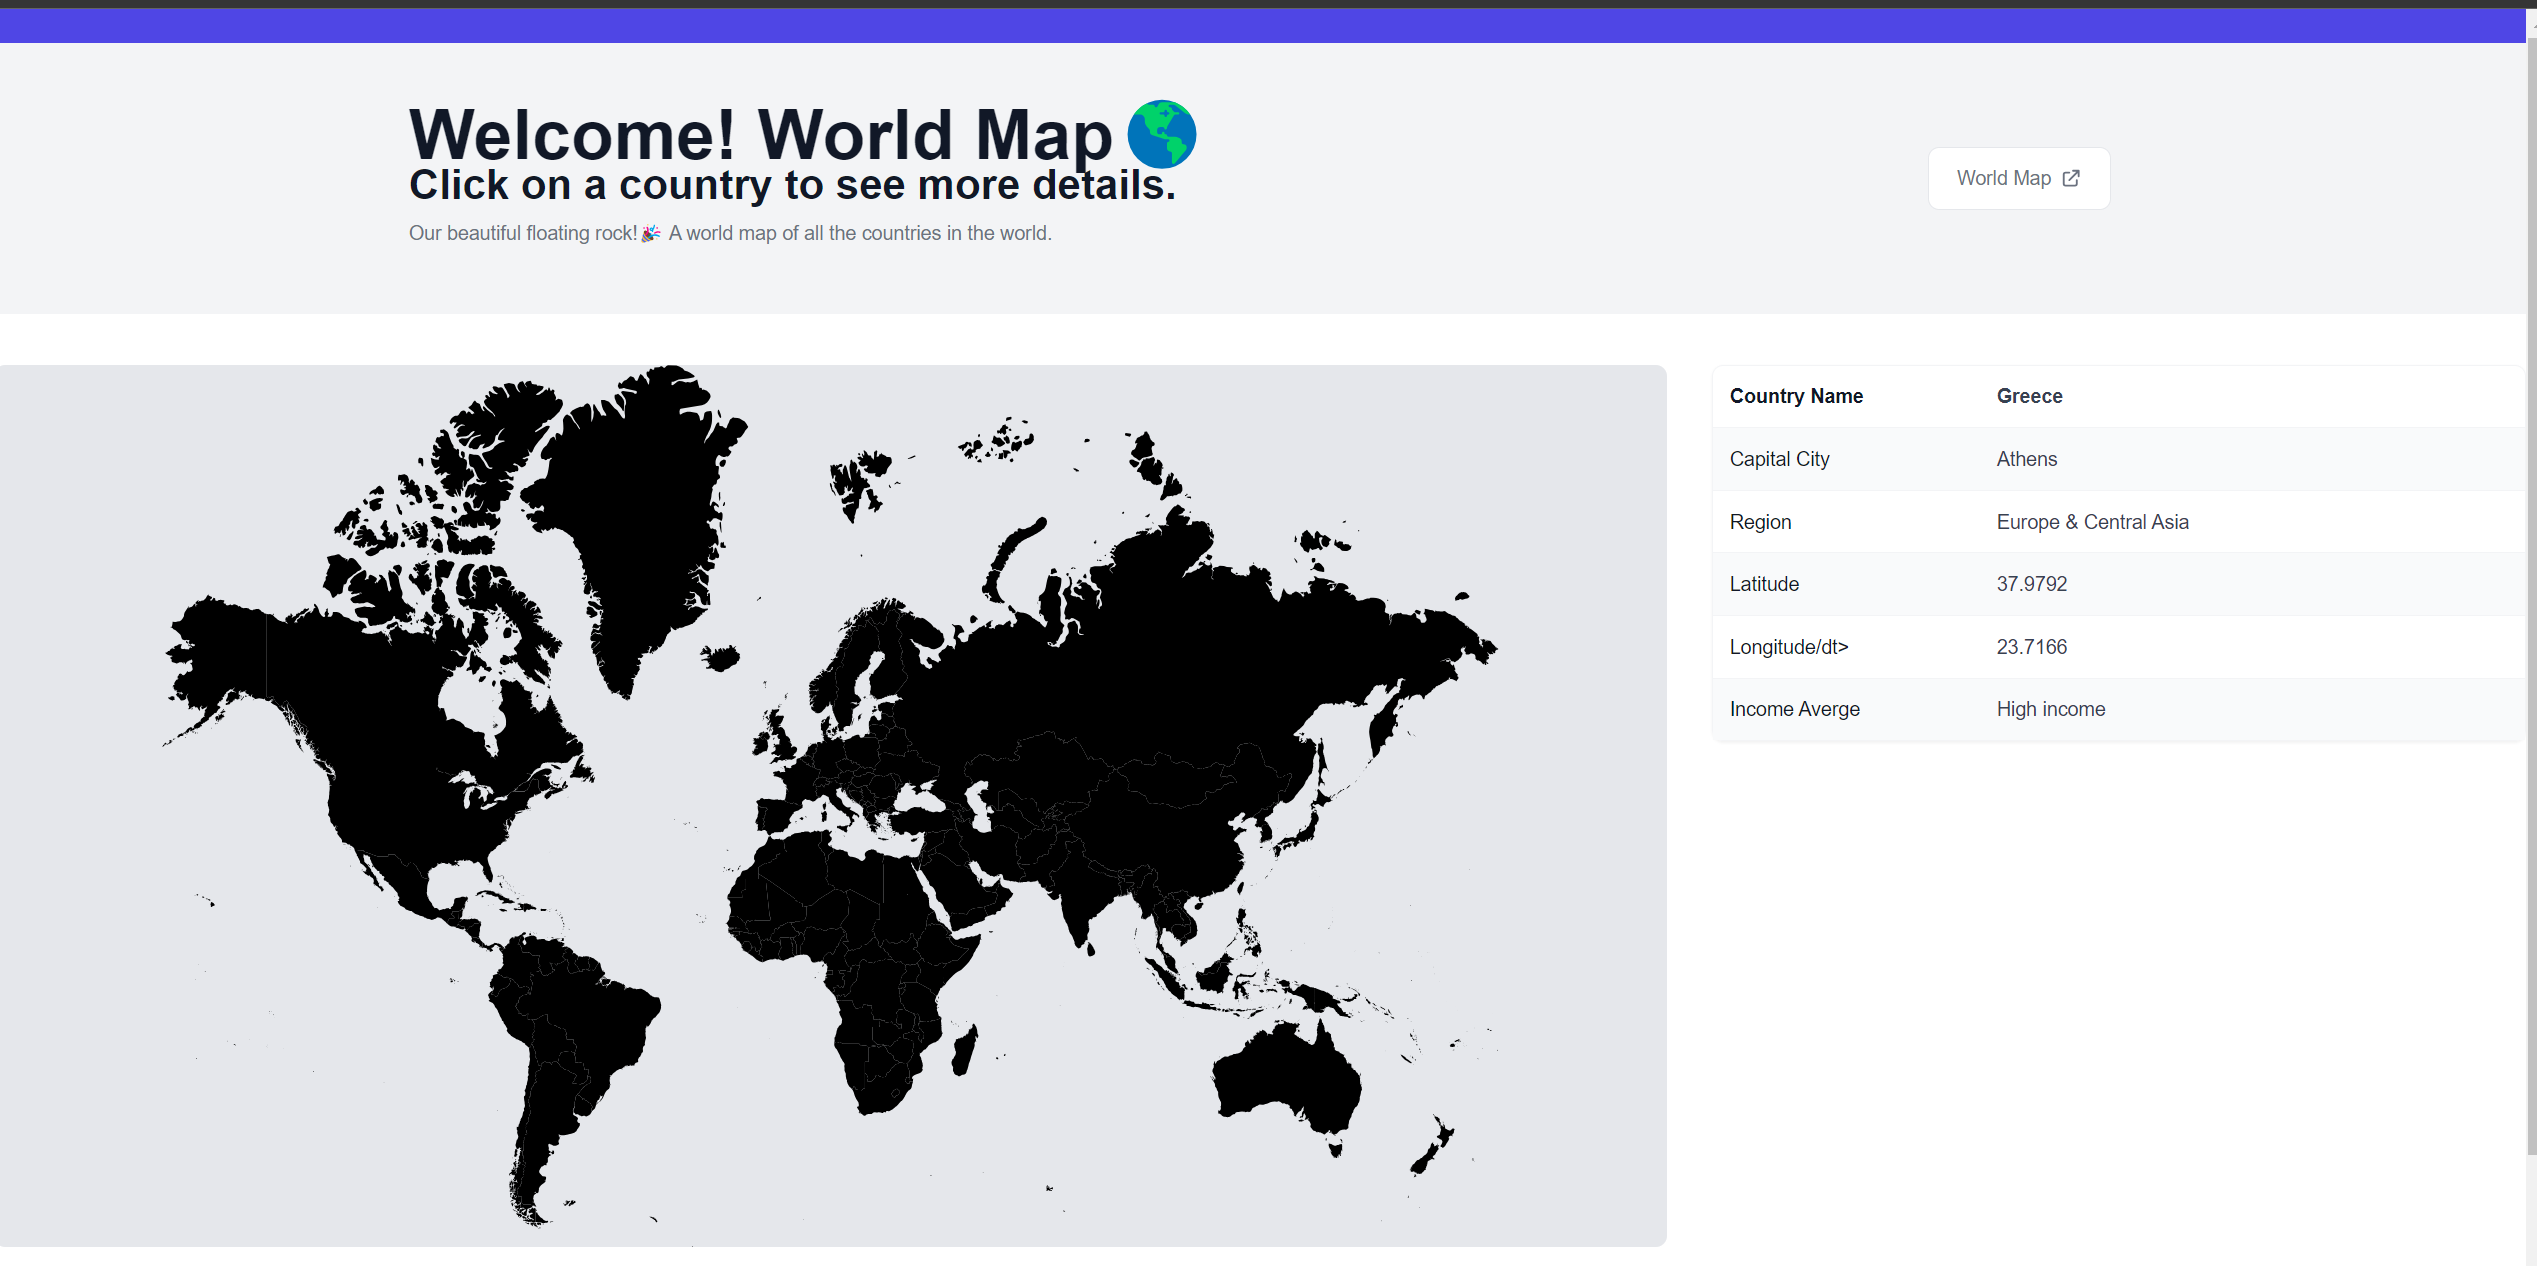 Welcome! World Map🌎
Click on a country to see more details.
Our beautiful floating rock!🎉 A world map of all the countries in the world.
World Map
Country Name Greece
Capital City Athens
Region Europe & Central Asia
Latitude 37.9792
Longitude/dt> 23.7166
Income Averge High income